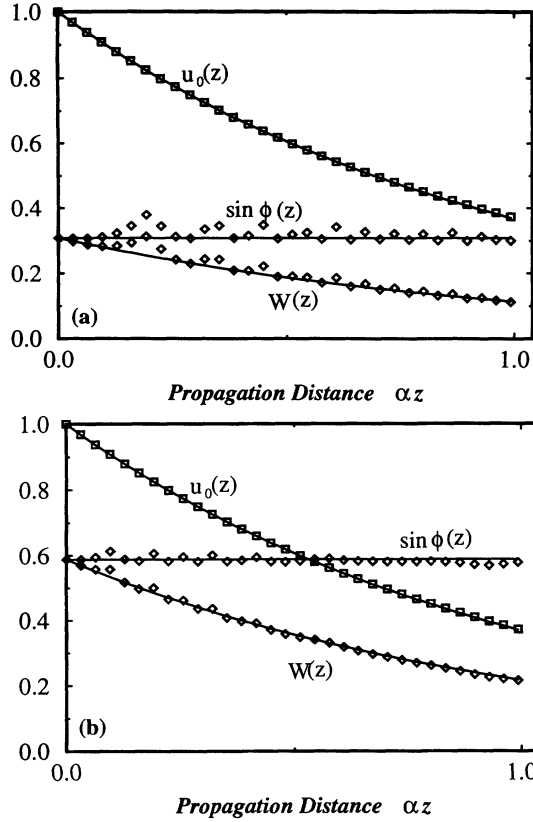 1.0
u₀(z)
0.8
0.6
0.4
sin ϕ(z)
0.2
W(z)
(a)
0.0
0.0
1.0
Propagation Distance αz
1.0
u₀(z)
0.8
sin ϕ(z)
0.6
0.4
W(z)
0.2
(b)
0.0
0.0
1.0
Propagation Distance αz